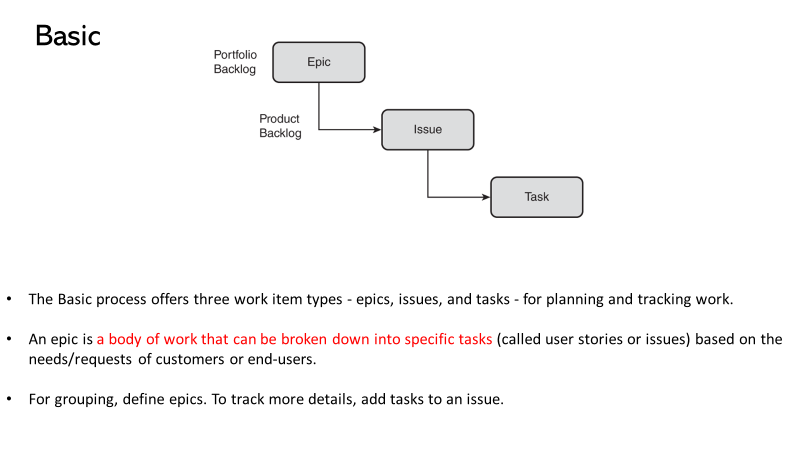 Basic
Portfolio
Backlog
Epic
Product
Backlog
Issue
Task
• The Basic process offers three work item types - epics, issues, and tasks - for planning and tracking work.
• An epic is a body of work that can be broken down into specific tasks (called user stories or issues) based on the
needs/requests of customers or end-users.
• For grouping, define epics. To track more details, add tasks to an issue.